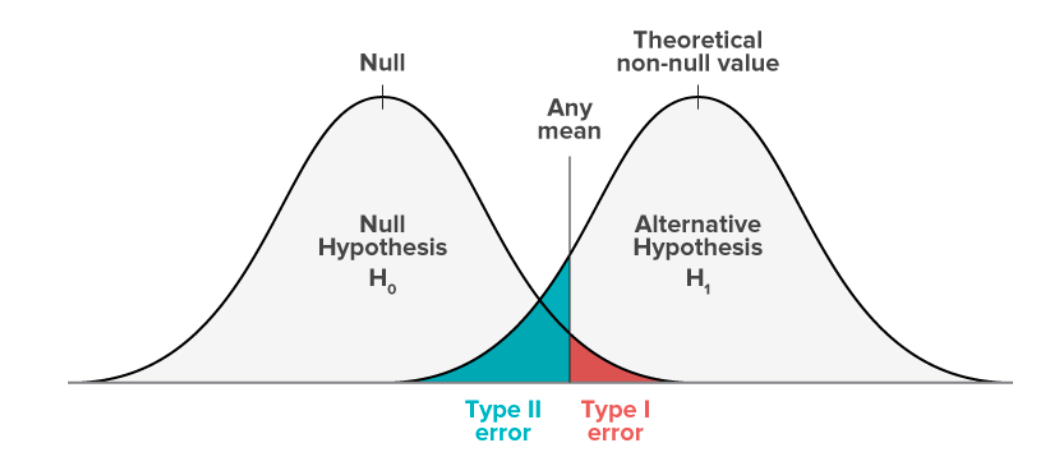 Null
Theoretical
non-null value
Any
mean
Null
Hypothesis
H₀
Alternative
Hypothesis
H₁
Type II
error
Type I
error